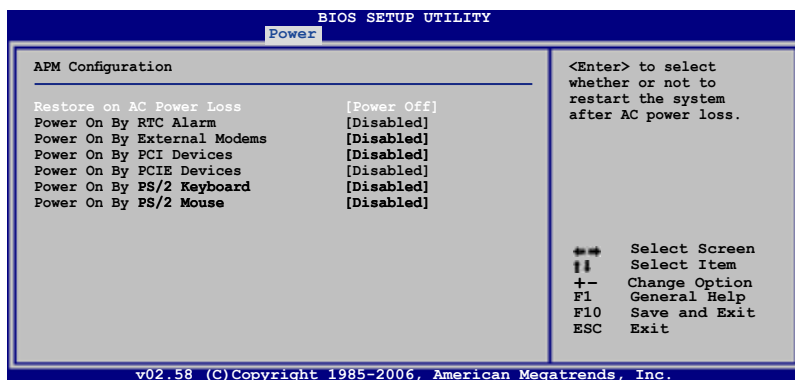 BIOS SETUP UTILITY
Power
APM Configuration
Restore on AC Power Loss [Power Off]
Power On By RTC Alarm [Disabled]
Power On By External Modems [Disabled]
Power On By PCI Devices [Disabled]
Power On By PCIE Devices [Disabled]
Power On By PS/2 Keyboard [Disabled]
Power On By PS/2 Mouse [Disabled]
<Enter> to select
whether or not to
restart the system
after AC power loss.
←→ Select Screen
↑↓ Select Item
+- Change Option
F1 General Help
F10 Save and Exit
ESC Exit
v02.58 (C)Copyright 1985-2006, American Megatrends, Inc.